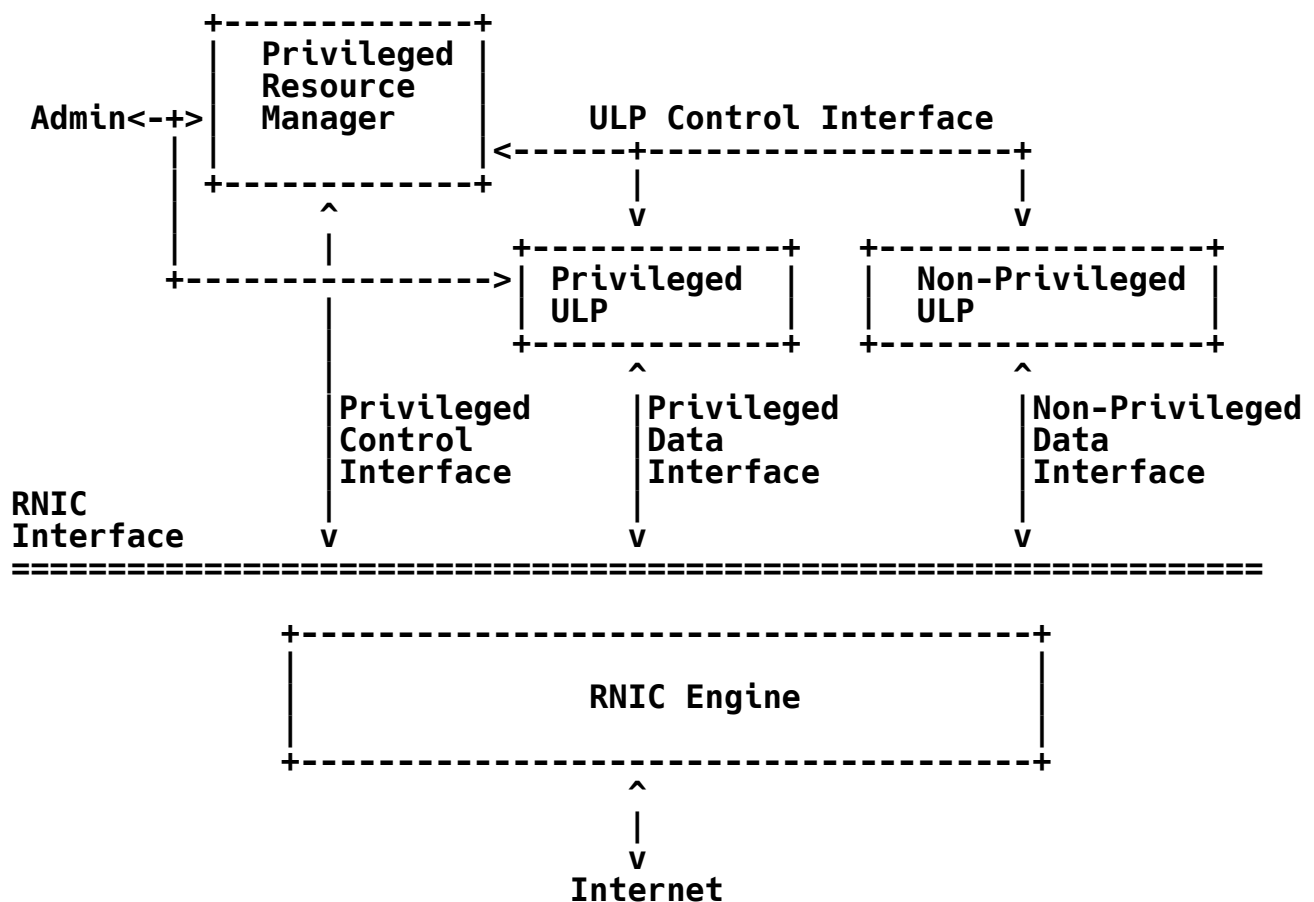 Privileged
Resource
Admin<-+>| Manager ULP Control Interface
Privileged Non-Privileged
ULP ULP
Privileged Privileged Non-Privileged
Control Data Data
Interface Interface Interface
RNIC
Interface
RNIC Engine
Internet